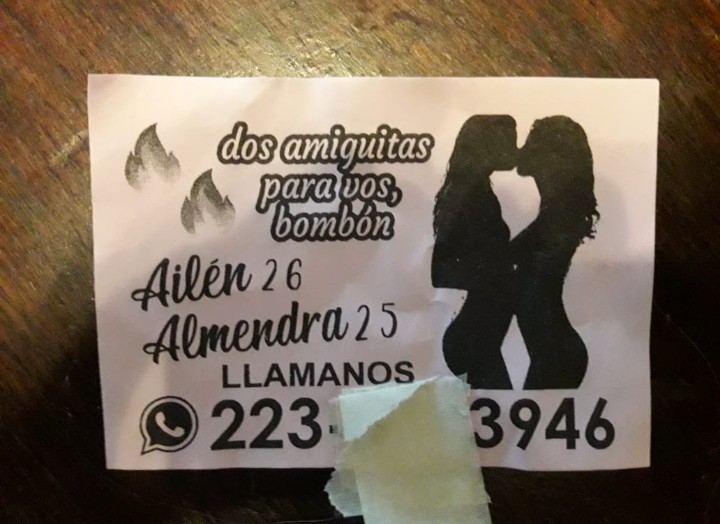 dos amiguitas
para vos,
bombón
Ailén 26
Almendra 25
LLAMANOS
223- 3946